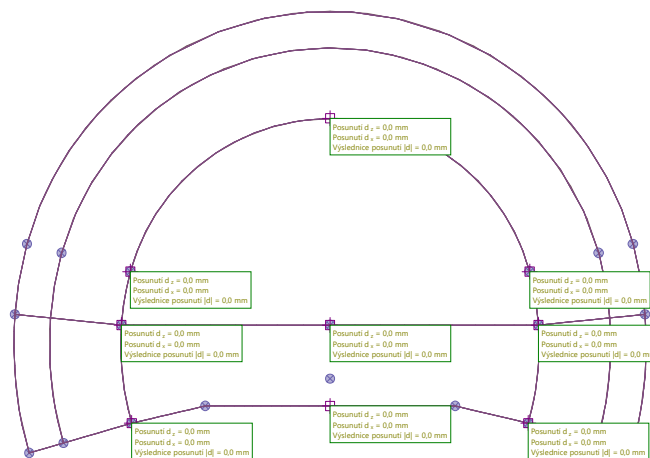 Posunutí d z = 0,0 mm
Posunutí d x = 0,0 mm
Výslednice posunutí |d| = 0,0 mm
Posunutí d z = 0,0 mm
Posunutí d x = 0,0 mm
Výslednice posunutí |d| = 0,0 mm
Posunutí d z = 0,0 mm
Posunutí d x = 0,0 mm
Výslednice posunutí |d| = 0,0 mm
Posunutí d z = 0,0 mm
Posunutí d x = 0,0 mm
Výslednice posunutí |d| = 0,0 mm
Posunutí d z = 0,0 mm
Posunutí d x = 0,0 mm
Výslednice posunutí |d| = 0,0 mm
Posunutí d z = 0,0 mm
Posunutí d x = 0,0 mm
Výslednice posunutí |d| = 0,0 m
Posunutí d z = 0,0 mm
Posunutí d x = 0,0 mm
Výslednice posunutí |d| = 0,0 mm
Posunutí d z = 0,0 mm
Posunutí d x = 0,0 mm
Výslednice posunutí |d| = 0,0 mm
Posunutí d z = 0,0 mm
Posunutí d x = 0,0 mm
Výslednice posunutí |d| = 0,0 mm